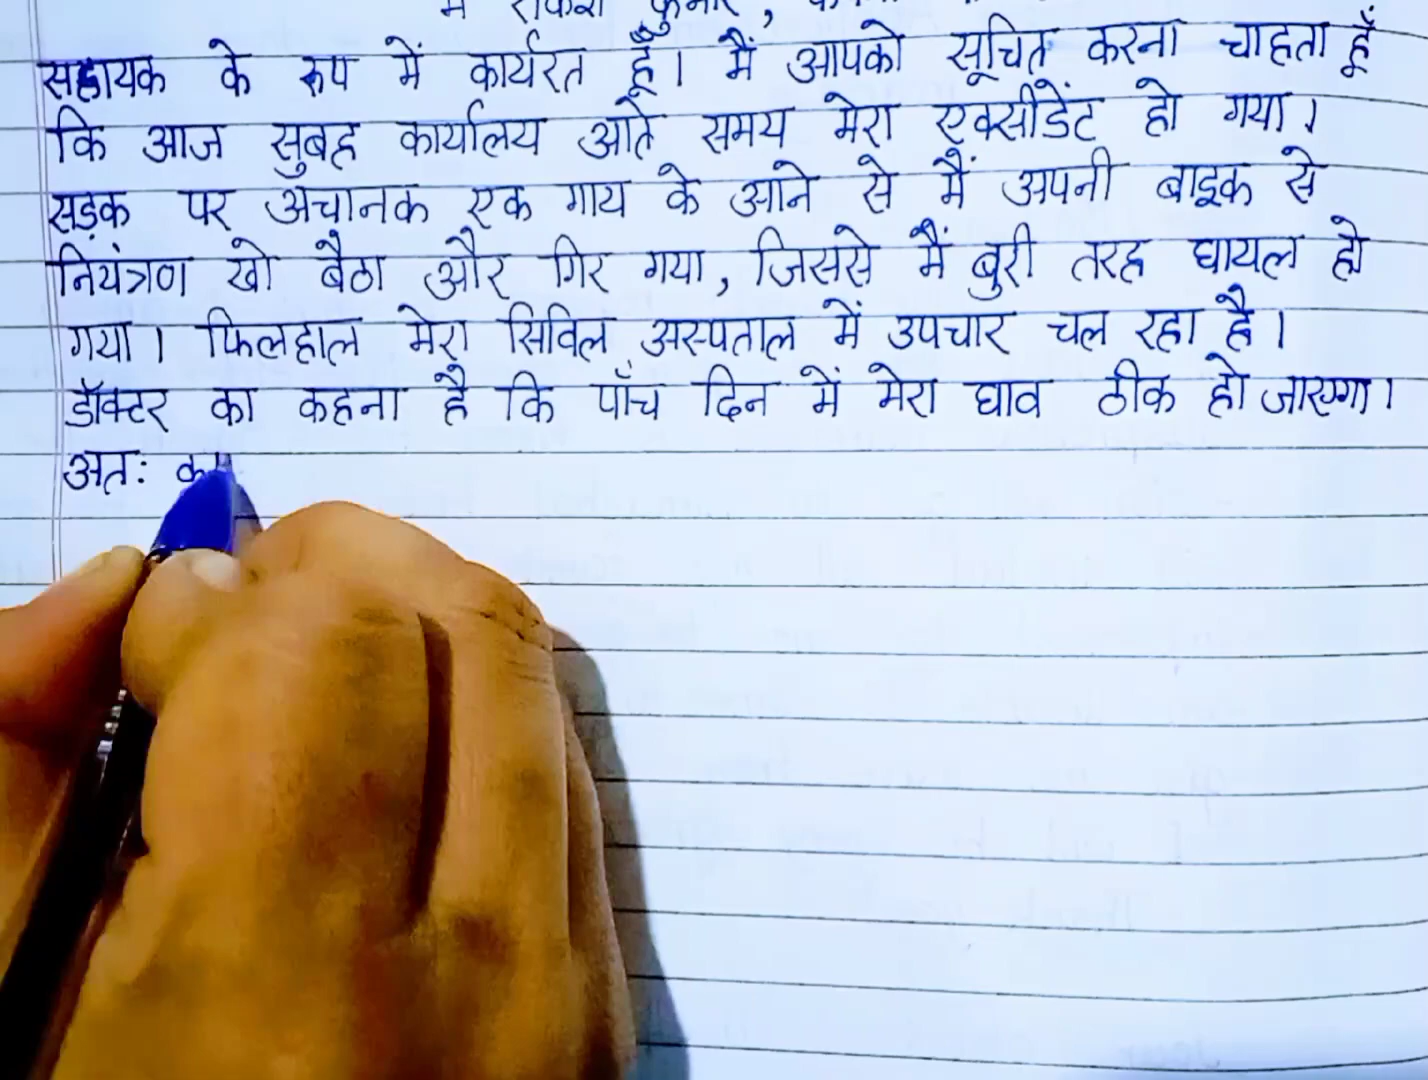 मैं राकेश कुमार,
सहायक के रूप में कार्यरत हूँ। मैं आपको सूचित करना चाहता हूँ
कि आज सुबह कार्यालय आते समय मेरा एक्सीडेंट हो गया।
सड़क पर अचानक एक गाय के आने से मैं अपनी बाइक से
नियंत्रण खो बैठा और गिर गया, जिससे मैं बुरी तरह घायल हो
गया। फिलहाल मेरा सिविल अस्पताल में उपचार चल रहा है।
डॉक्टर का कहना है कि पाँच दिन में मेरा घाव ठीक हो जाएगा।
अतः